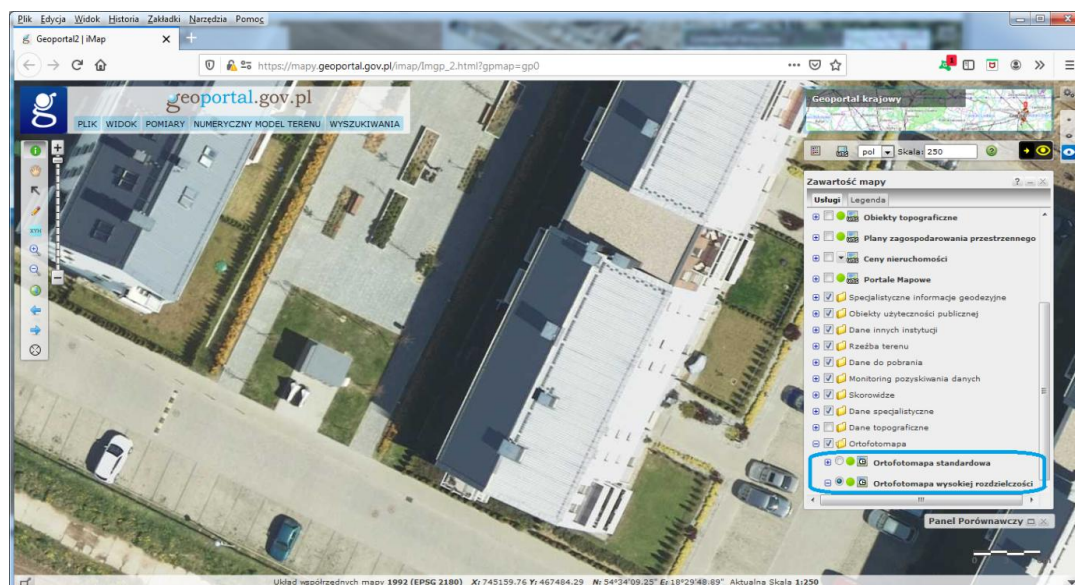 Plik Edycja Widok Historia Zakładki Narzędzia Pomoc
Geoportal2 | iMap
https://mapy.geoportal.gov.pl/imap/Imgp_2.html?gpmap=gp0
geoportal.gov.pl
PLIK WIDOK POMIARY NUMERYCZNY MODEL TERENU WYSZUKIWANIA
Geoportal krajowy
pol Skala: 250
Zawartość mapy
Usługi Legenda
Obiekty topograficzne
Plany zagospodarowania przestrzennego
Ceny nieruchomości
Portale Mapowe
Specjalistyczne informacje geodezyjne
Obiekty użyteczności publicznej
Dane innych instytucji
Rzeźba terenu
Dane do pobrania
Monitoring pozyskiwania danych
Skorowidze
Dane specjalistyczne
Dane topograficzne
Ortofotomapa
Ortofotomapa standardowa
Ortofotomapa wysokiej rozdzielczości
Panel Porównawczy
Układ współrzędnych mapy 1992 (EPSG 2180) X: 745159.76 Y: 467484.29 N: 54°34'09.25" E: 18°29'48.89" Aktualna Skala 1:250